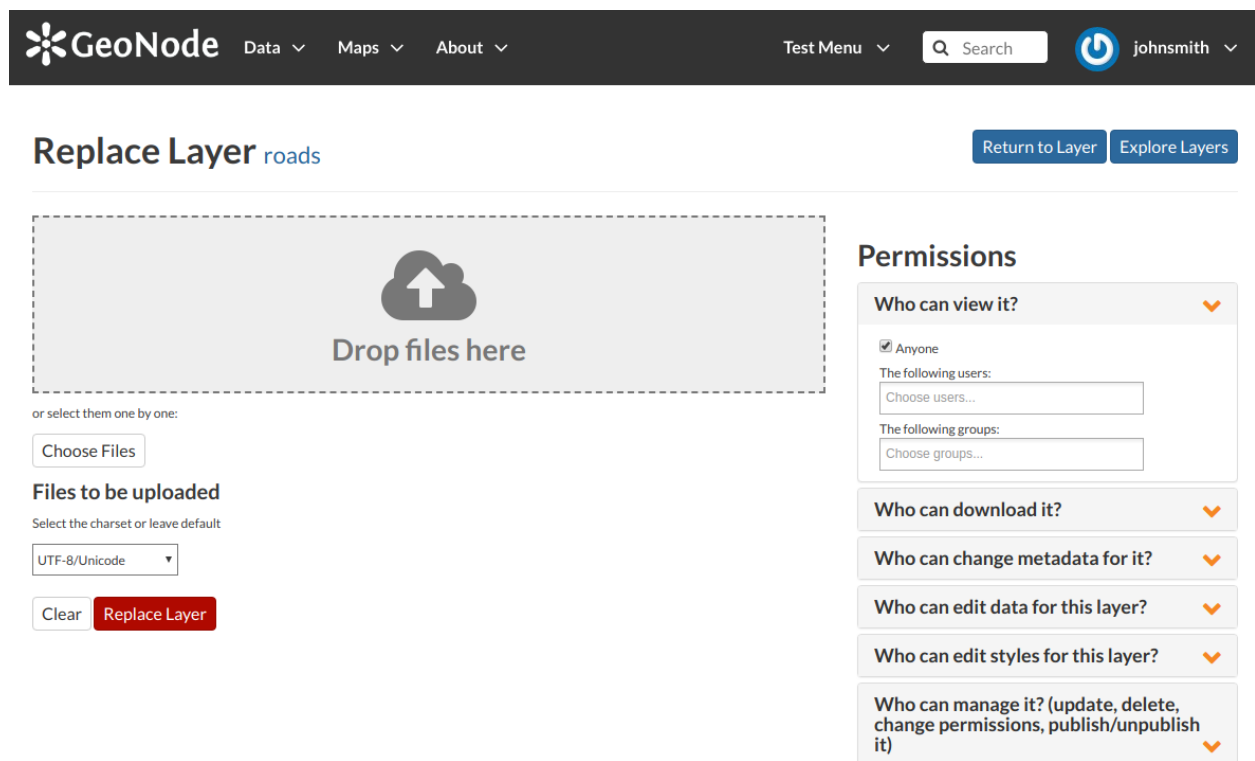 GeoNode Data Maps About Test Menu Search johnsmith
Replace Layer roads
Return to Layer Explore Layers
Drop files here
or select them one by one:
Choose Files
Files to be uploaded
Select the charset or leave default
UTF-8/Unicode
Clear Replace Layer
Permissions
Who can view it?
Anyone
The following users:
Choose users...
The following groups:
Choose groups...
Who can download it?
Who can change metadata for it?
Who can edit data for this layer?
Who can edit styles for this layer?
Who can manage it? (update, delete,
change permissions, publish/unpublish
it)